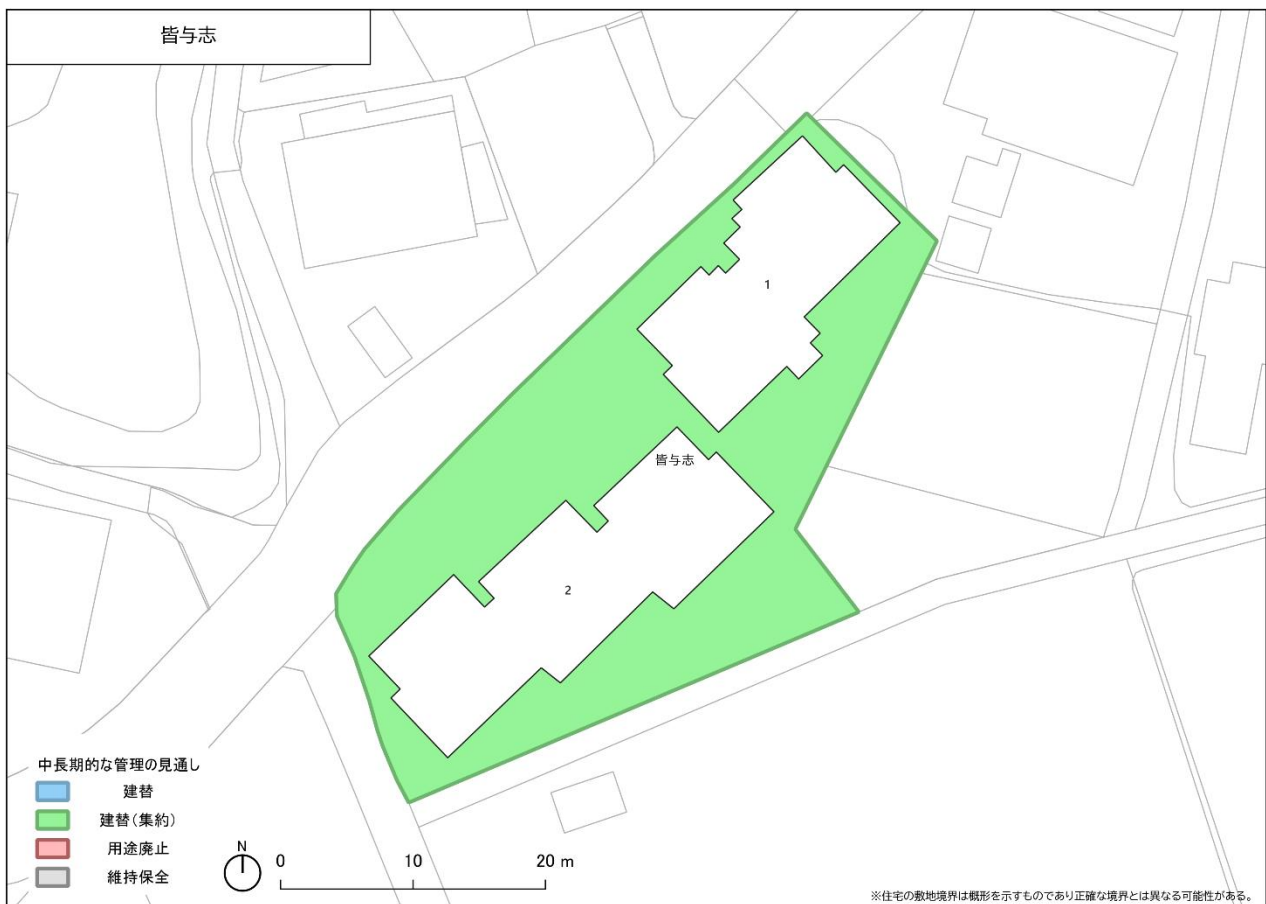 皆与志
1
皆与志
2
中長期的な管理の見通し
建替
建替(集約)
用途廃止
維持保全
N
0 10 20 m
※住宅の敷地境界は概形を示すものであり正確な境界とは異なる可能性がある。